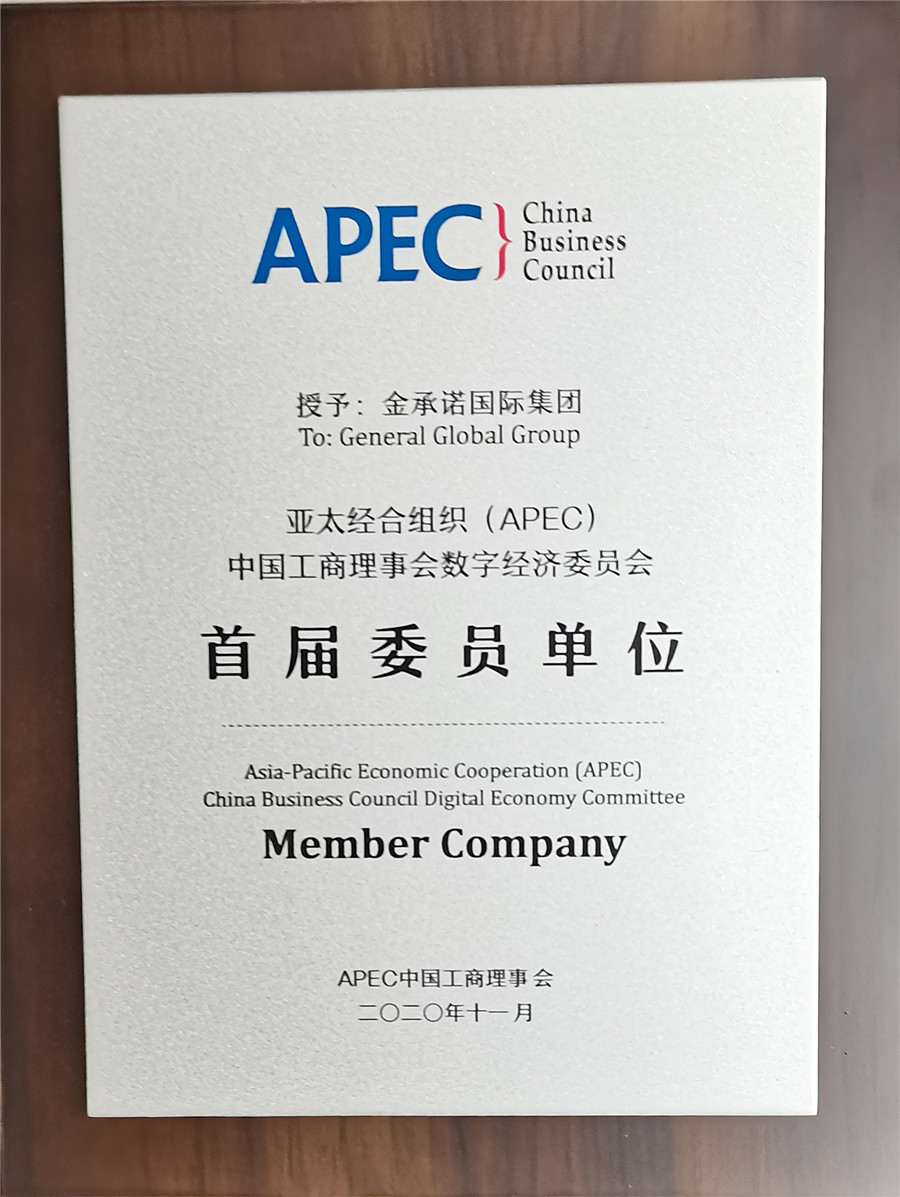 APEC
China
Business
Council
授予：金承诺国际集团
To: General Global Group
亚太经合组织（APEC）
中国工商理事会数字经济委员会
首届委员单位
Asia-Pacific Economic Cooperation (APEC)
China Business Council Digital Economy Committee
Member Company
APEC中国工商理事会
二〇二〇年十一月